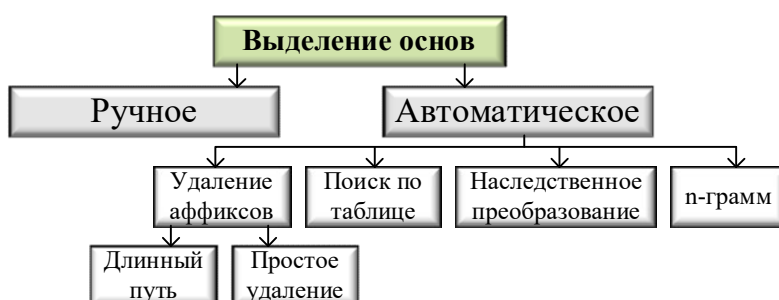 Выделение основ
Ручное
Автоматическое
Удаление
аффиксов
Поиск по
таблице
Наследственное
преобразование
n-грамм
Длинный
путь
Простое
удаление